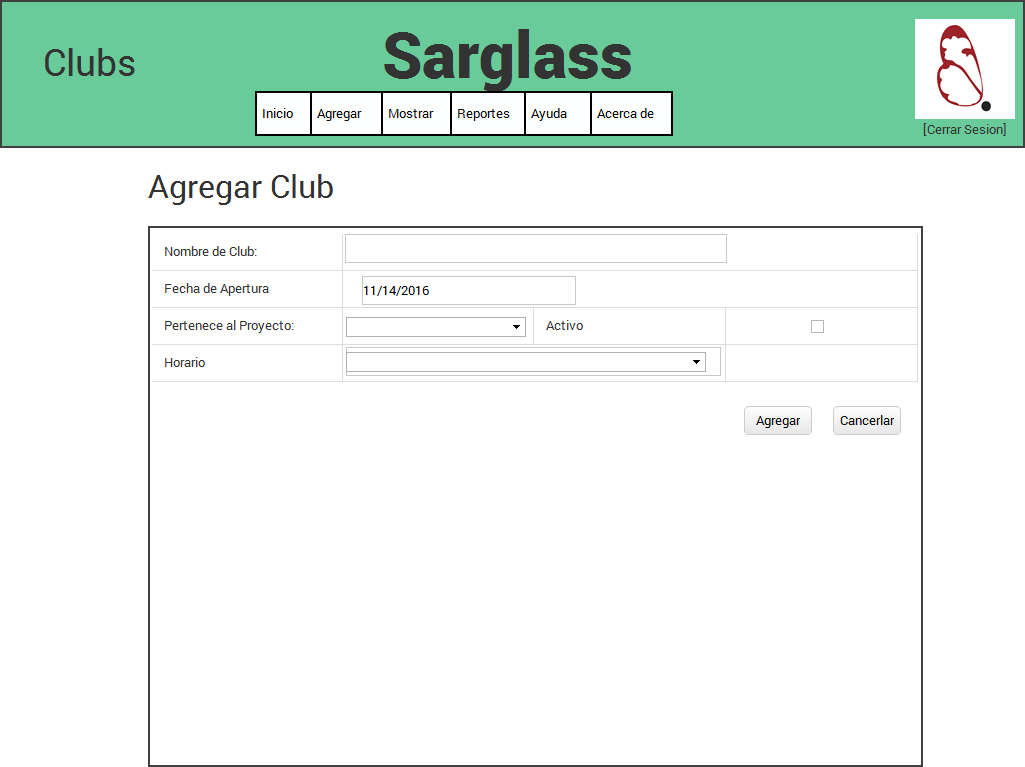 Clubs
Sarglass
Inicio Agregar Mostrar Reportes Ayuda Acerca de
[Cerrar Sesion]
Agregar Club
Nombre de Club:
Fecha de Apertura 11/14/2016
Pertenece al Proyecto: Activo
Horario
Agregar Cancerlar